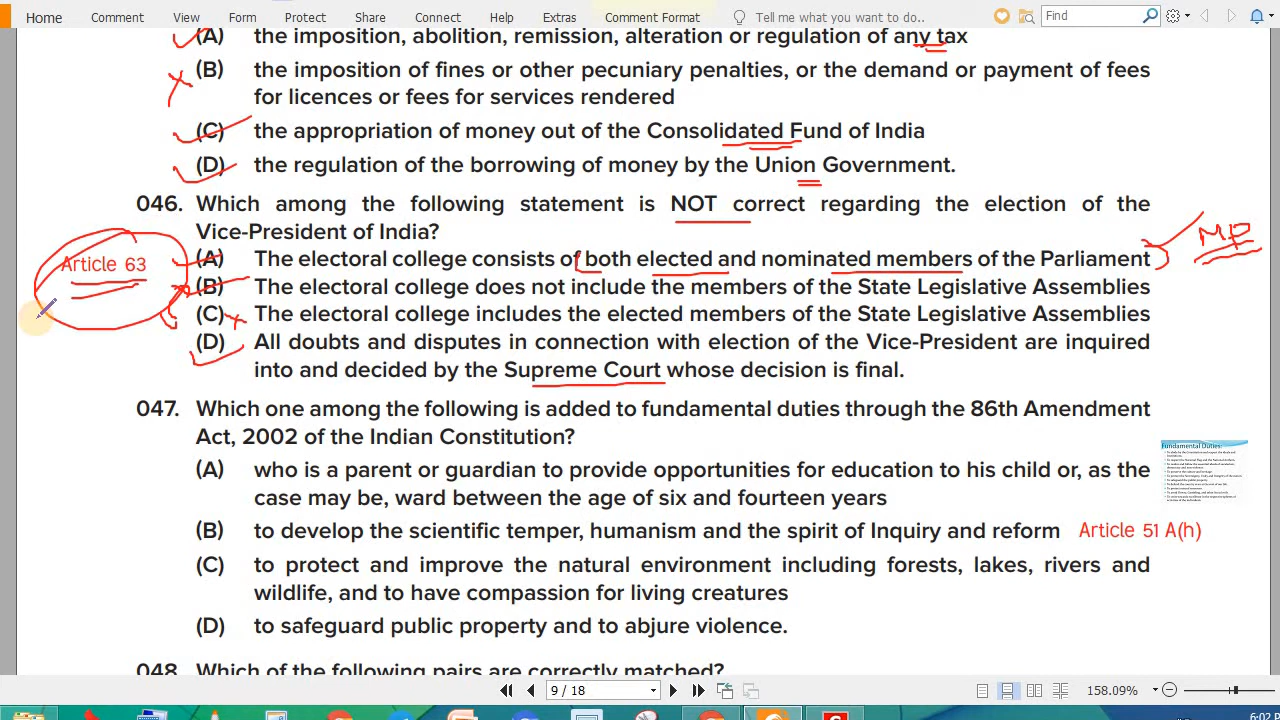 Home Comment View Form Protect Share Connect Help Extras Comment Format Tell me what you want to do.. Find
(A) the imposition, abolition, remission, alteration or regulation of any tax
(B) the imposition of fines or other pecuniary penalties, or the demand or payment of fees
for licences or fees for services rendered
(C) the appropriation of money out of the Consolidated Fund of India
(D) the regulation of the borrowing of money by the Union Government.
046. Which among the following statement is NOT correct regarding the election of the
Vice-President of India?
MP
Article 63
(A) The electoral college consists of both elected and nominated members of the Parliament
(B) The electoral college does not include the members of the State Legislative Assemblies
(C) The electoral college includes the elected members of the State Legislative Assemblies
(D) All doubts and disputes in connection with election of the Vice-President are inquired
into and decided by the Supreme Court whose decision is final.
047. Which one among the following is added to fundamental duties through the 86th Amendment
Act, 2002 of the Indian Constitution?
Fundamental Duties:
(A) who is a parent or guardian to provide opportunities for education to his child or, as the
case may be, ward between the age of six and fourteen years
(B) to develop the scientific temper, humanism and the spirit of Inquiry and reform Article 51 A(h)
(C) to protect and improve the natural environment including forests, lakes, rivers and
wildlife, and to have compassion for living creatures
(D) to safeguard public property and to abjure violence.
048. Which of the following pairs are correctly matched?
9 / 18 158.09%
6:02 P